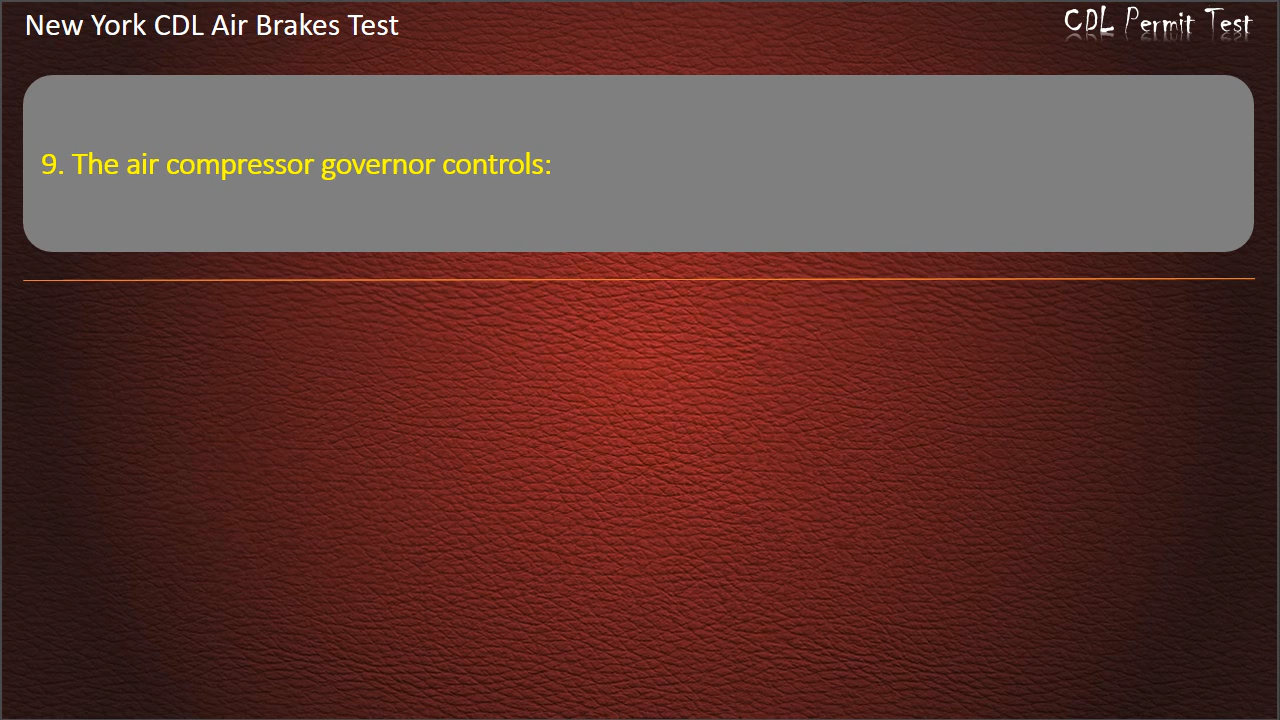 New York CDL Air Brakes Test
CDL Permit Test
9. The air compressor governor controls: